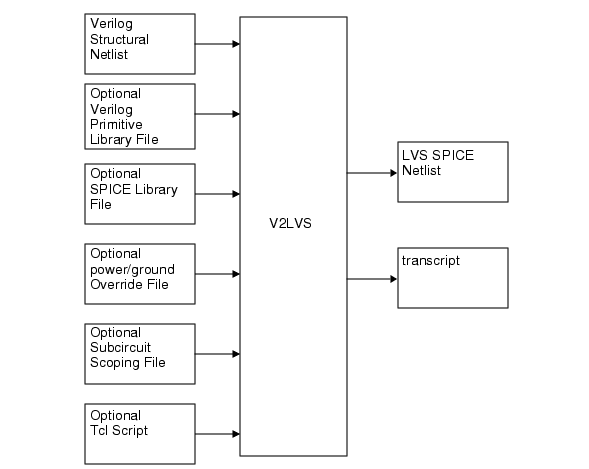 Verilog
Structural
Netlist
Optional
Verilog
Primitive
Library File
Optional
SPICE Library
File
Optional
power/ground
Override File
Optional
Subcircuit
Scoping File
Optional
Tcl Script
V2LVS
LVS SPICE
Netlist
transcript